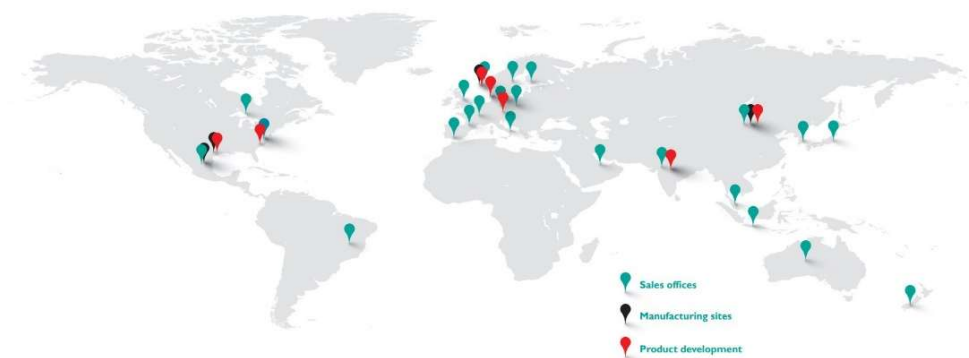 Sales offices
Manufacturing sites
Product development